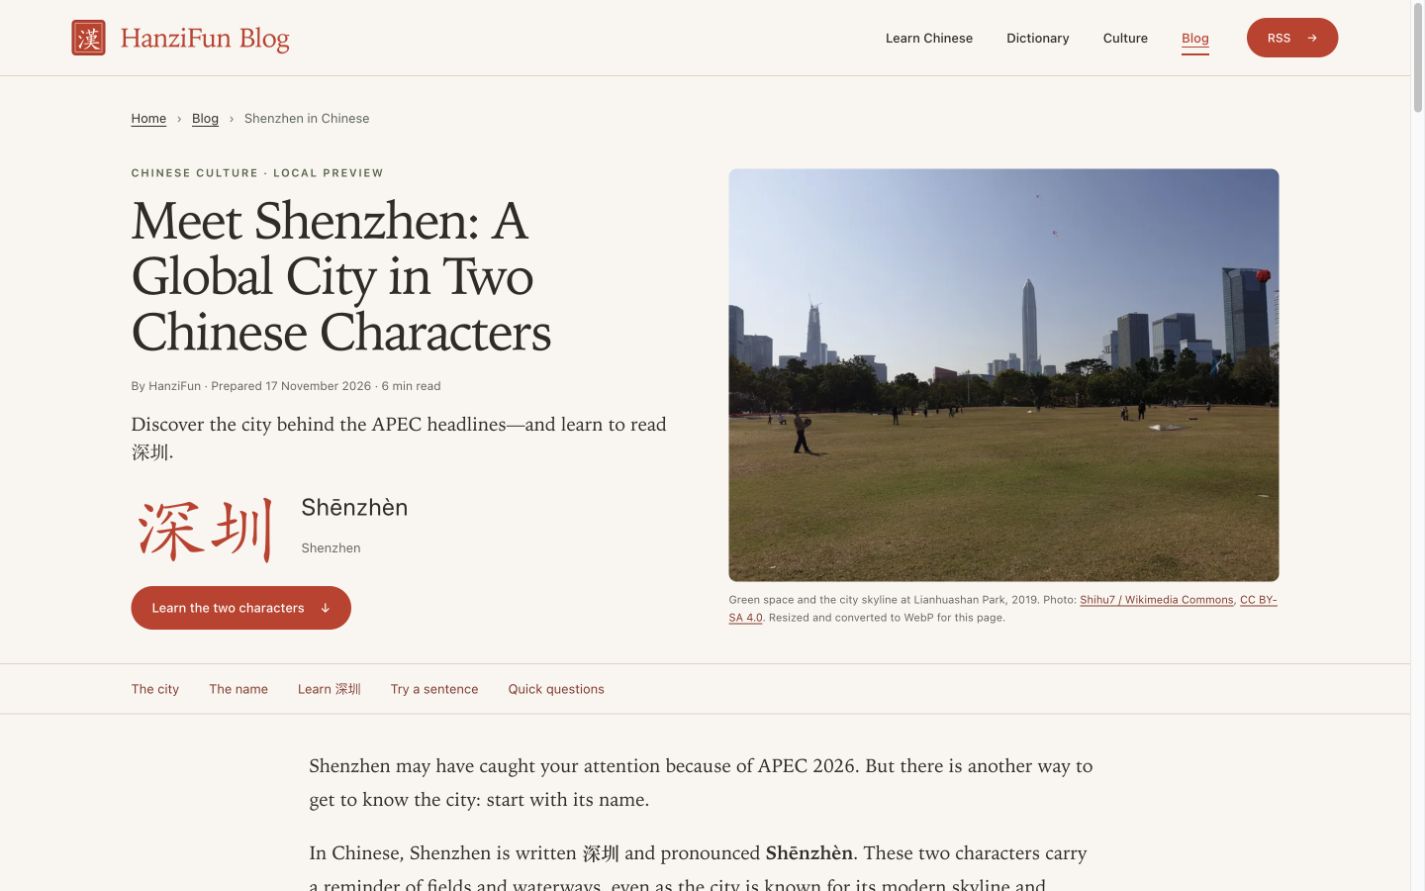 漢 HanziFun Blog
Learn Chinese Dictionary Culture Blog RSS →
Home › Blog › Shenzhen in Chinese
CHINESE CULTURE · LOCAL PREVIEW
Meet Shenzhen: A
Global City in Two
Chinese Characters
By HanziFun · Prepared 17 November 2026 · 6 min read
Discover the city behind the APEC headlines—and learn to read
深圳.
深圳 Shēnzhèn
Shenzhen
Learn the two characters ↓
Green space and the city skyline at Lianhuashan Park, 2019. Photo: Shihu7 / Wikimedia Commons, CC BY-
SA 4.0. Resized and converted to WebP for this page.
The city The name Learn 深圳 Try a sentence Quick questions
Shenzhen may have caught your attention because of APEC 2026. But there is another way to
get to know the city: start with its name.
In Chinese, Shenzhen is written 深圳 and pronounced Shēnzhèn. These two characters carry
a reminder of fields and waterways, even as the city is known for its modern skyline and